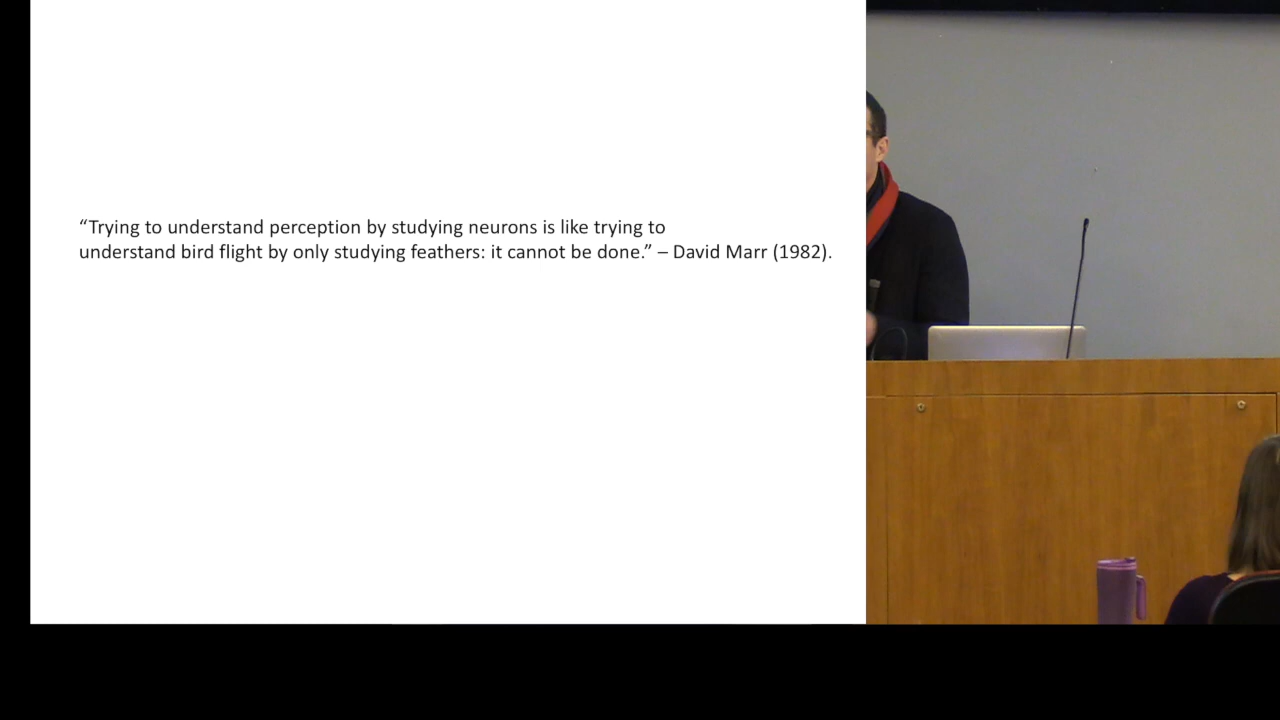 “Trying to understand perception by studying neurons is like trying to
understand bird flight by only studying feathers: it cannot be done.” – David Marr (1982).